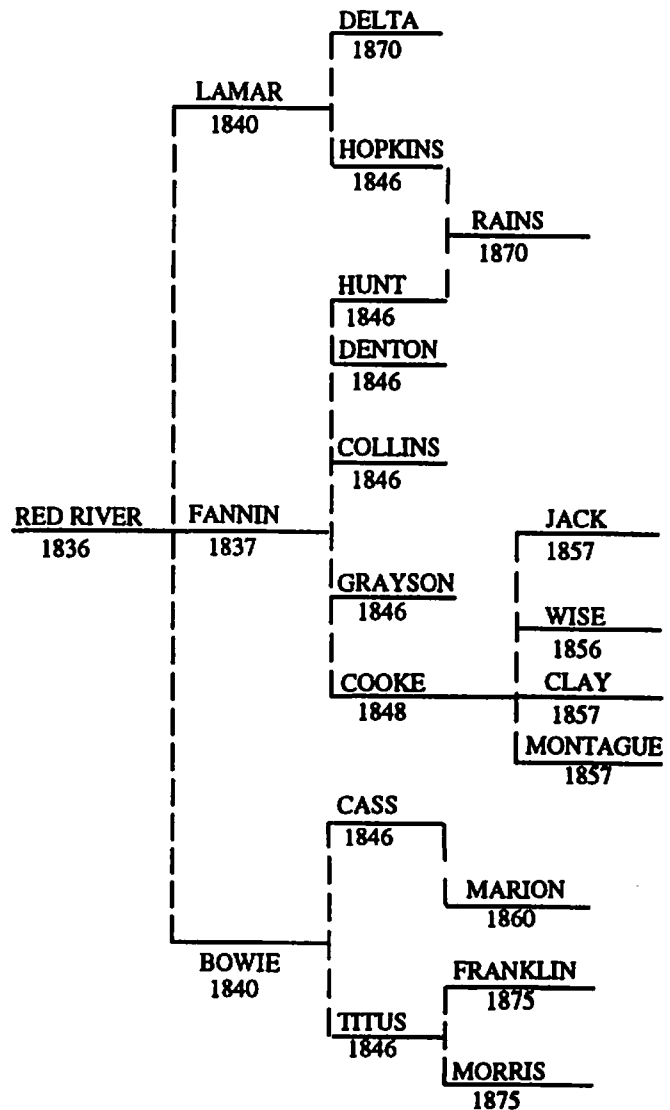 DELTA
1870
LAMAR
1840
HOPKINS
1846
RAINS
1870
HUNT
1846
DENTON
1846
COLLINS
1846
RED RIVER
1836
FANNIN
1837
JACK
1857
GRAYSON
1846
WISE
1856
COOKE
1848
CLAY
1857
MONTAGUE
1857
CASS
1846
MARION
1860
BOWIE
1840
FRANKLIN
1875
TITUS
1846
MORRIS
1875